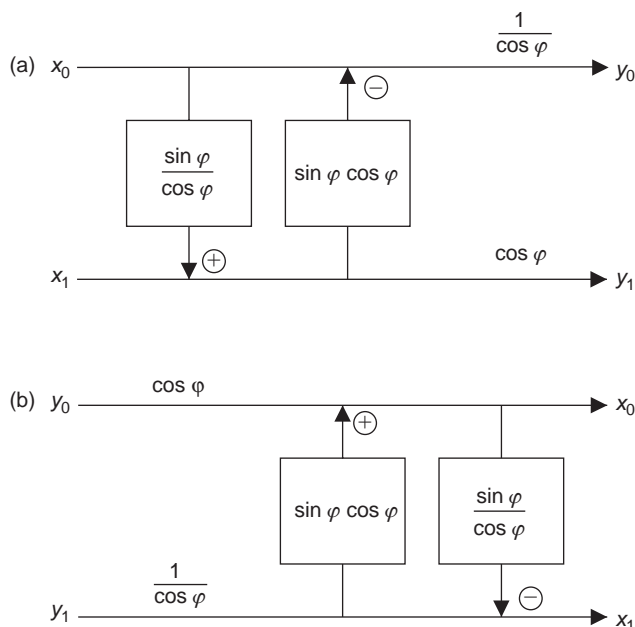 1
cos φ
(a) x0 y0
⊖
sin φ
cos φ
sin φ cos φ
⊕
cos φ
x1 y1
cos φ
(b) y0 x0
⊕
sin φ cos φ
sin φ
cos φ
1
cos φ
⊖
y1 x1